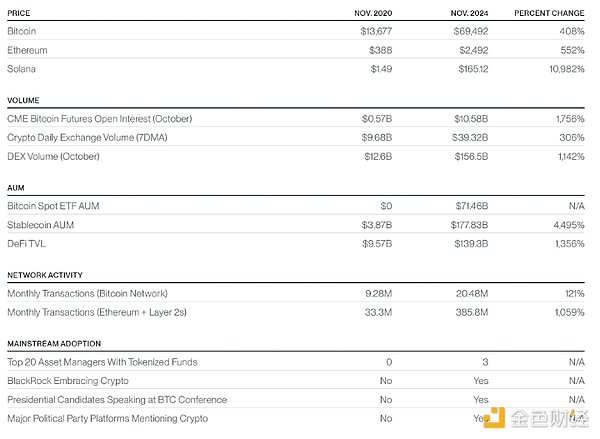 PRICE NOV. 2020 NOV. 2024 PERCENT CHANGE
Bitcoin $13,677 $69,492 408%
Ethereum $388 $2,492 552%
Solana $1.49 $165.12 10,982%
VOLUME
CME Bitcoin Futures Open Interest (October) $0.57B $10.58B 1,756%
Crypto Daily Exchange Volume (7DMA) $9.68B $39.32B 306%
DEX Volume (October) $12.6B $156.5B 1,142%
AUM
Bitcoin Spot ETF AUM $0 $71.46B N/A
Stablecoin AUM $3.87B $177.83B 4,495%
DeFi TVL $9.57B $139.3B 1,356%
NETWORK ACTIVITY
Monthly Transactions (Bitcoin Network) 9.28M 20.48M 121%
Monthly Transactions (Ethereum + Layer 2s) 33.3M 385.8M 1,059%
MAINSTREAM ADOPTION
Top 20 Asset Managers With Tokenized Funds 0 3 N/A
BlackRock Embracing Crypto No Yes N/A
Presidential Candidates Speaking at BTC Conference No Yes N/A
Major Political Party Platforms Mentioning Crypto No Yes N/A
金色财经